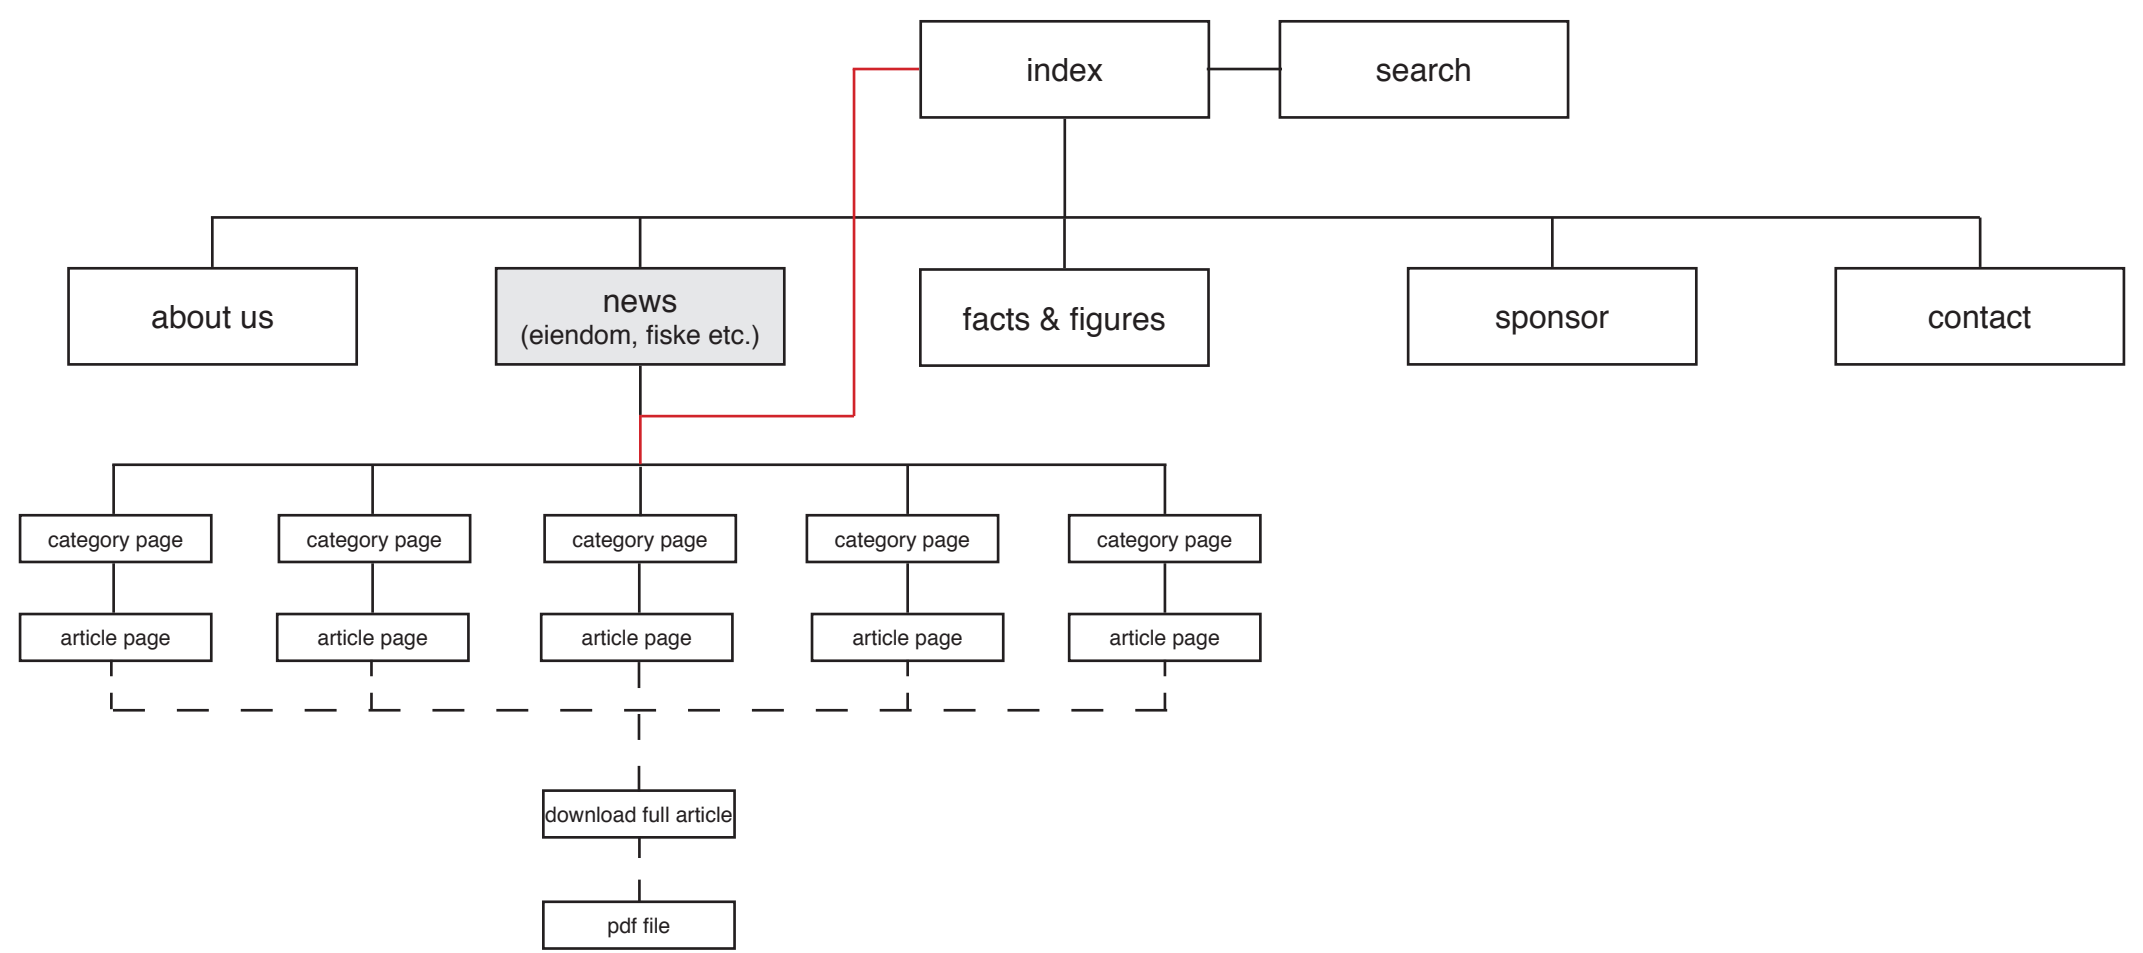 index
search
about us
news
(eiendom, fiske etc.)
facts & figures
sponsor
contact
category page
category page
category page
category page
category page
article page
article page
article page
article page
article page
download full article
pdf file